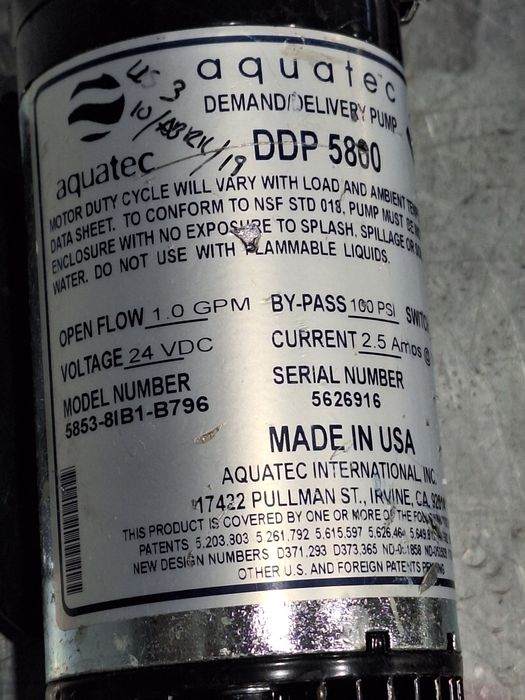 aquatec
DEMAND/DELIVERY PUMP
DDP 5800
aquatec
10/APRIL/19
MOTOR DUTY CYCLE WILL VARY WITH LOAD AND AMBIENT
DATA SHEET. TO CONFORM TO NSF STD 018, PUMP MUST BE
ENCLOSURE WITH NO EXPOSURE TO SPLASH, SPILLAGE OR
WATER. DO NOT USE WITH FLAMMABLE LIQUIDS.
OPEN FLOW 1.0 GPM BY-PASS 100 PSI
VOLTAGE 24 VDC CURRENT 2.5 Amps @
MODEL NUMBER SERIAL NUMBER
5853-8IB1-B796 5626916
MADE IN USA
AQUATEC INTERNATIONAL, INC.
17422 PULLMAN ST., IRVINE, CA,
THIS PRODUCT IS COVERED BY ONE OR MORE OF THE
PATENTS 5.203.803 5.261.792 5.615.597
NEW DESIGN NUMBERS D371.293 D373.365
OTHER U.S. AND FOREIGN PATENTS PENDING